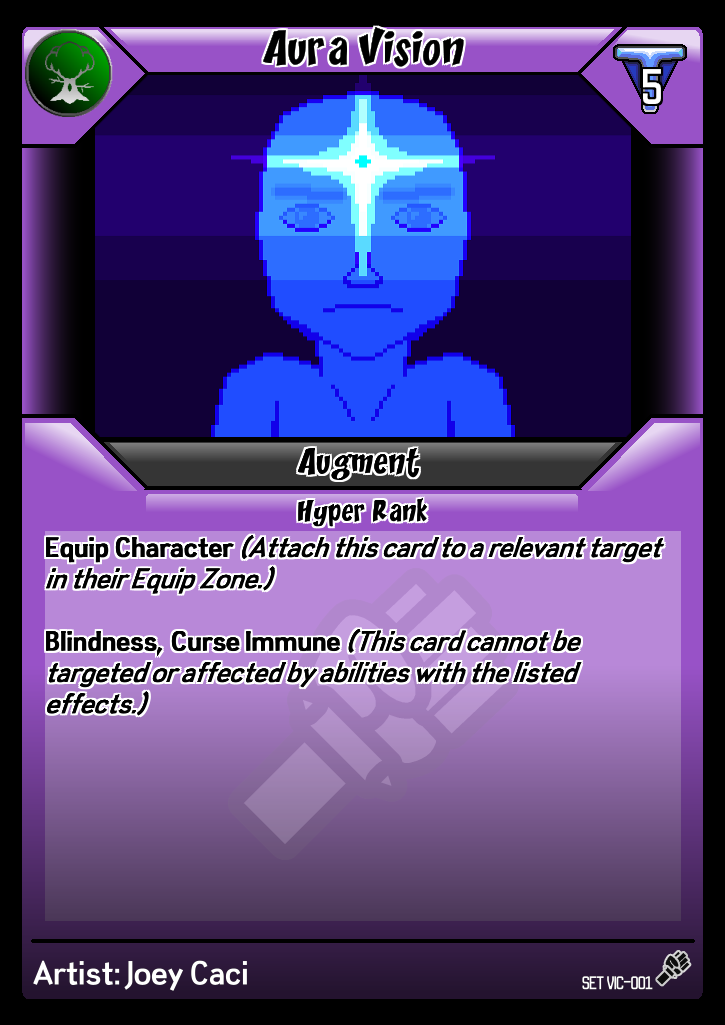 Aura Vision
5
Augment
Hyper Rank
Equip Character (Attach this card to a relevant target
in their Equip Zone.)
Blindness, Curse Immune (This card cannot be
targeted or affected by abilities with the listed
effects.)
Artist: Joey Caci
SET VIC-001